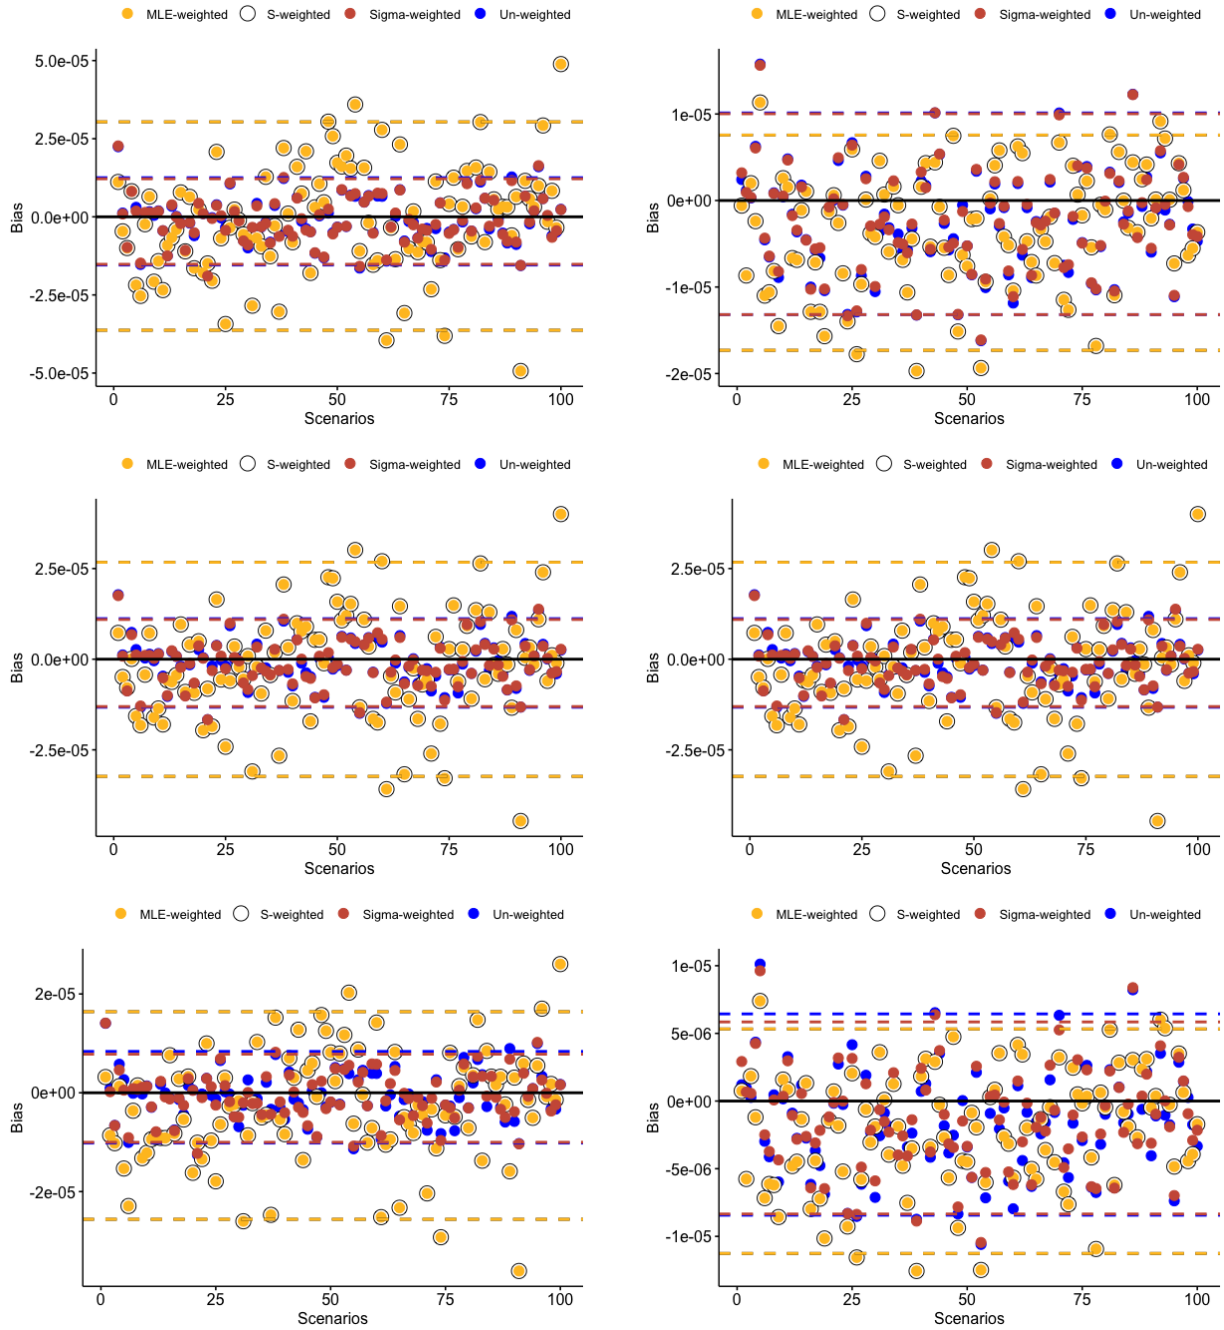 MLE-weighted S-weighted Sigma-weighted Un-weighted
5.0e-05
2.5e-05
0.0e+00
-2.5e-05
-5.0e-05
Bias
0 25 50 75 100
Scenarios
MLE-weighted S-weighted Sigma-weighted Un-weighted
1e-05
0e+00
-1e-05
-2e-05
Bias
0 25 50 75 100
Scenarios
MLE-weighted S-weighted Sigma-weighted Un-weighted
2.5e-05
0.0e+00
-2.5e-05
Bias
0 25 50 75 100
Scenarios
MLE-weighted S-weighted Sigma-weighted Un-weighted
2.5e-05
0.0e+00
-2.5e-05
Bias
0 25 50 75 100
Scenarios
MLE-weighted S-weighted Sigma-weighted Un-weighted
2e-05
0e+00
-2e-05
Bias
0 25 50 75 100
Scenarios
MLE-weighted S-weighted Sigma-weighted Un-weighted
1e-05
5e-06
0e+00
-5e-06
-1e-05
Bias
0 25 50 75 100
Scenarios